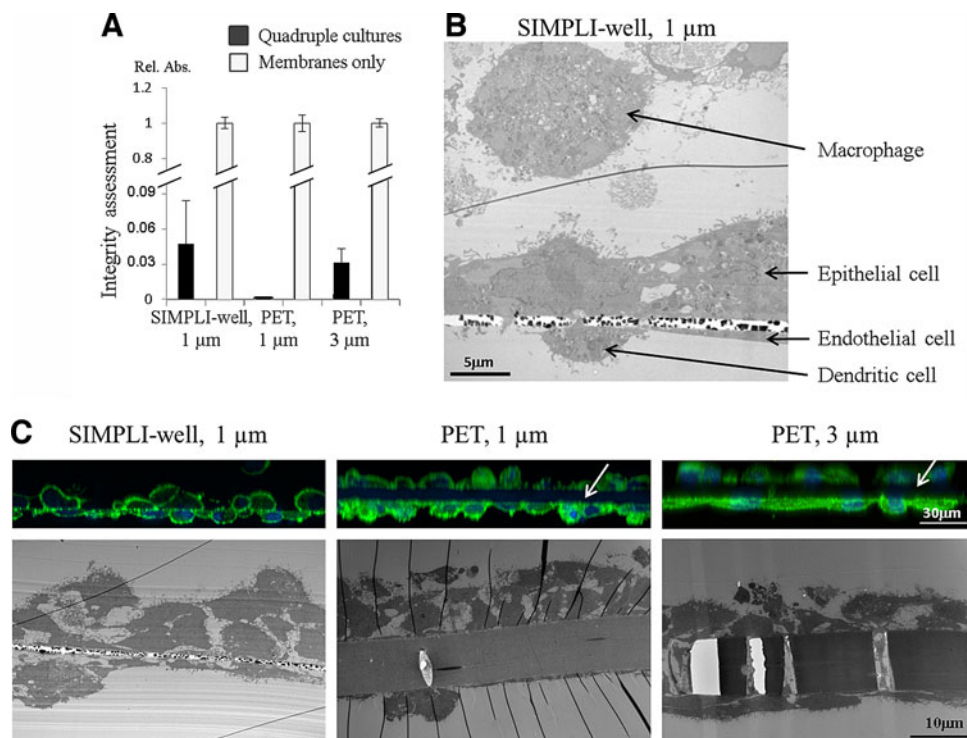 A
Quadruple cultures
Membranes only
Rel. Abs.
Integrity assessment
1.2
1
0.8
0.09
0.06
0.03
0
SIMPLI-well, 1 μm
PET, 1 μm
PET, 3 μm
B
SIMPLI-well, 1 μm
Macrophage
Epithelial cell
Endothelial cell
Dendritic cell
5μm
C
SIMPLI-well, 1 μm
PET, 1 μm
PET, 3 μm
30μm
10μm